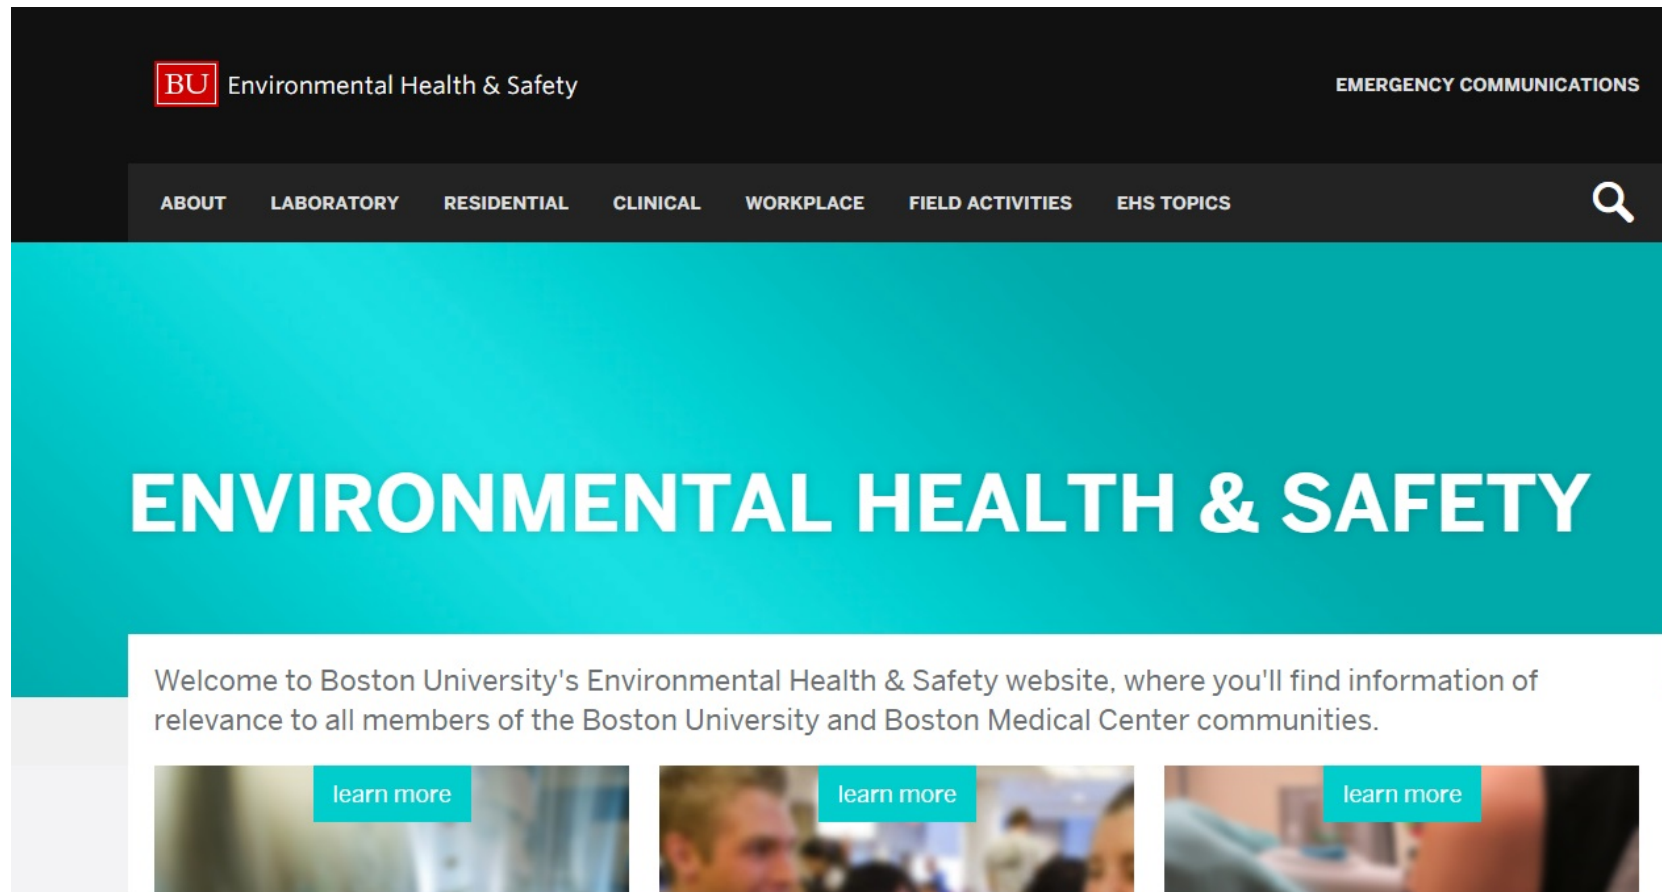 BU Environmental Health & Safety
EMERGENCY COMMUNICATIONS
ABOUT LABORATORY RESIDENTIAL CLINICAL WORKPLACE FIELD ACTIVITIES EHS TOPICS
ENVIRONMENTAL HEALTH & SAFETY
Welcome to Boston University's Environmental Health & Safety website, where you'll find information of
relevance to all members of the Boston University and Boston Medical Center communities.
learn more learn more learn more